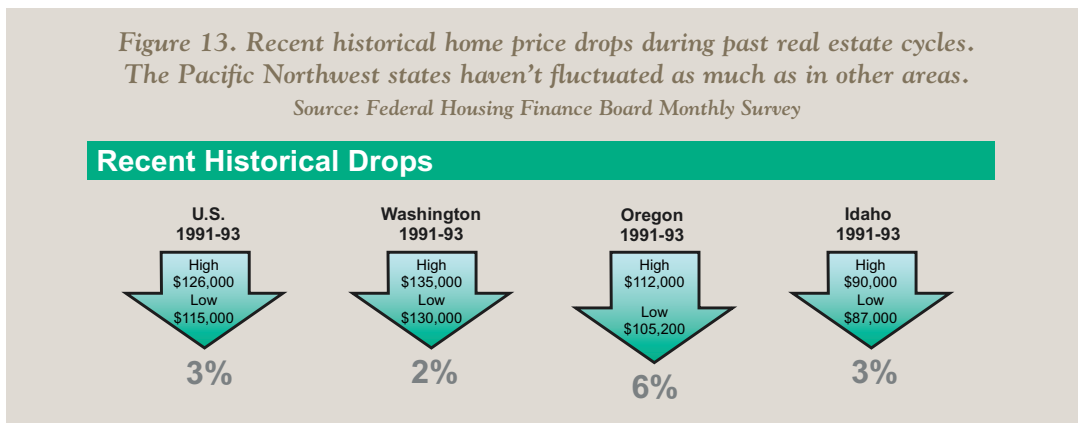 Figure 13. Recent historical home price drops during past real estate cycles.
The Pacific Northwest states haven't fluctuated as much as in other areas.
Source: Federal Housing Finance Board Monthly Survey
Recent Historical Drops
U.S.
1991-93
High
$126,000
Low
$115,000
3%
Washington
1991-93
High
$135,000
Low
$130,000
2%
Oregon
1991-93
High
$112,000
Low
$105,200
6%
Idaho
1991-93
High
$90,000
Low
$87,000
3%